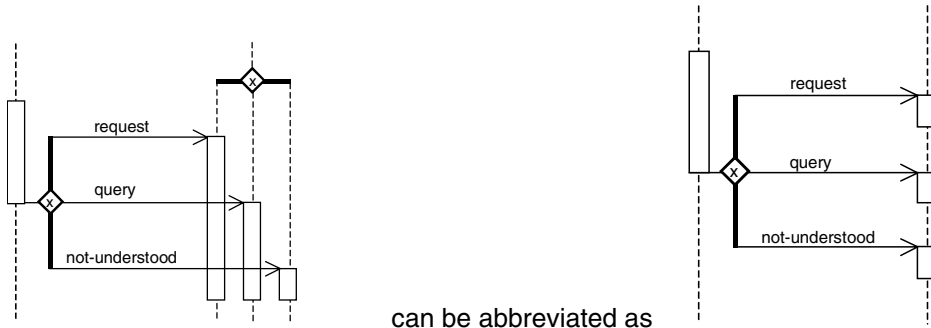 x
request
query
x
not-understood
can be abbreviated as
request
query
x
not-understood